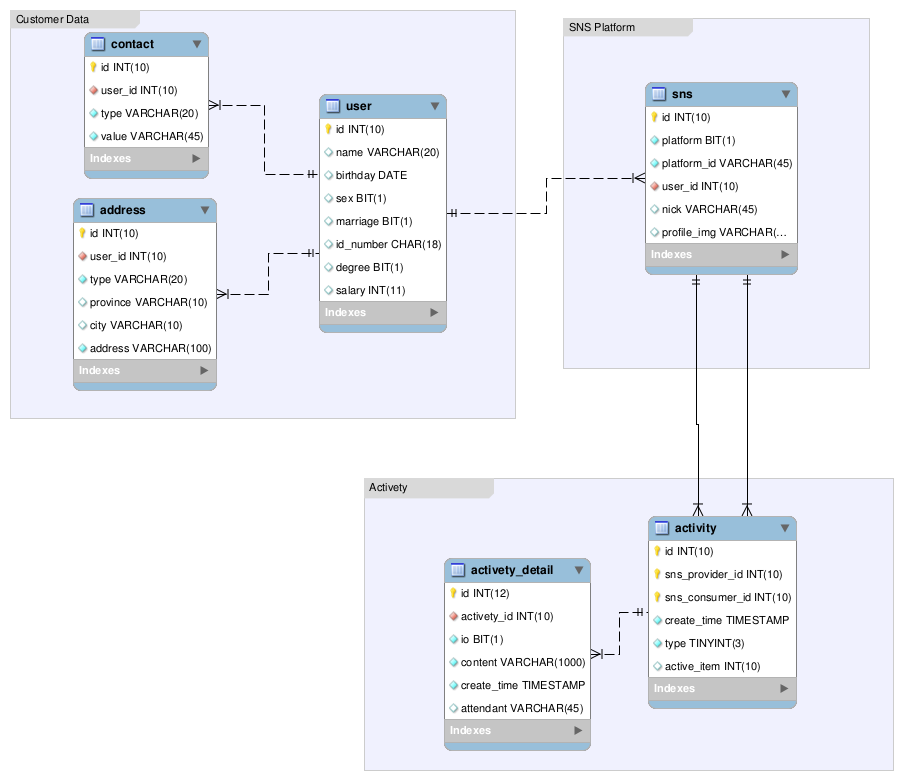 Customer Data
contact
id INT(10)
user_id INT(10)
type VARCHAR(20)
value VARCHAR(45)
Indexes
address
id INT(10)
user_id INT(10)
type VARCHAR(20)
province VARCHAR(10)
city VARCHAR(10)
address VARCHAR(100)
Indexes
user
id INT(10)
name VARCHAR(20)
birthday DATE
sex BIT(1)
marriage BIT(1)
id_number CHAR(18)
degree BIT(1)
salary INT(11)
Indexes
SNS Platform
sns
id INT(10)
platform BIT(1)
platform_id VARCHAR(45)
user_id INT(10)
nick VARCHAR(45)
profile_img VARCHAR(...
Indexes
Activety
activety_detail
id INT(12)
activety_id INT(10)
io BIT(1)
content VARCHAR(1000)
create_time TIMESTAMP
attendant VARCHAR(45)
Indexes
activity
id INT(10)
sns_provider_id INT(10)
sns_consumer_id INT(10)
create_time TIMESTAMP
type TINYINT(3)
active_item INT(10)
Indexes